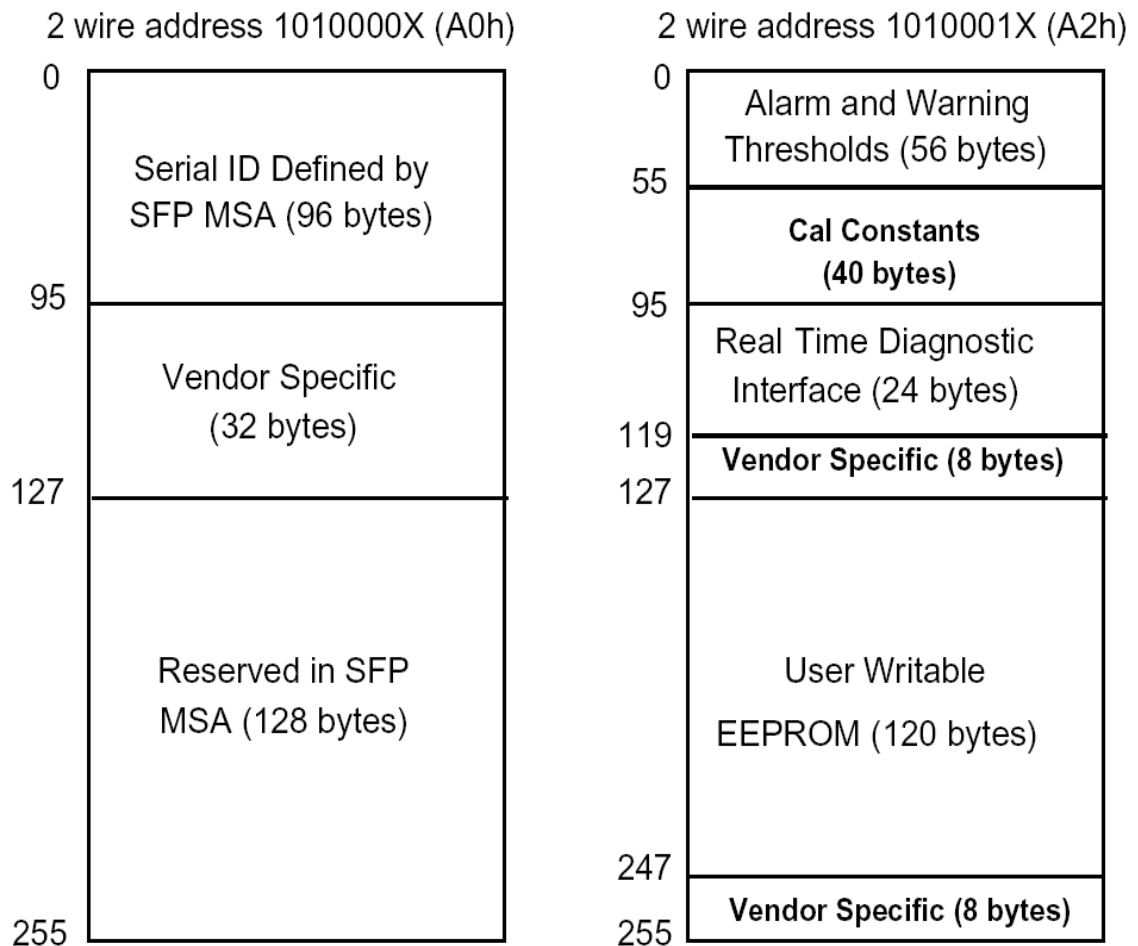 2 wire address 1010000X (A0h)
0
Serial ID Defined by
SFP MSA (96 bytes)
95
Vendor Specific
(32 bytes)
127
Reserved in SFP
MSA (128 bytes)
255
2 wire address 1010001X (A2h)
0
Alarm and Warning
Thresholds (56 bytes)
55
Cal Constants
(40 bytes)
95
Real Time Diagnostic
Interface (24 bytes)
119
Vendor Specific (8 bytes)
127
User Writable
EEPROM (120 bytes)
247
Vendor Specific (8 bytes)
255